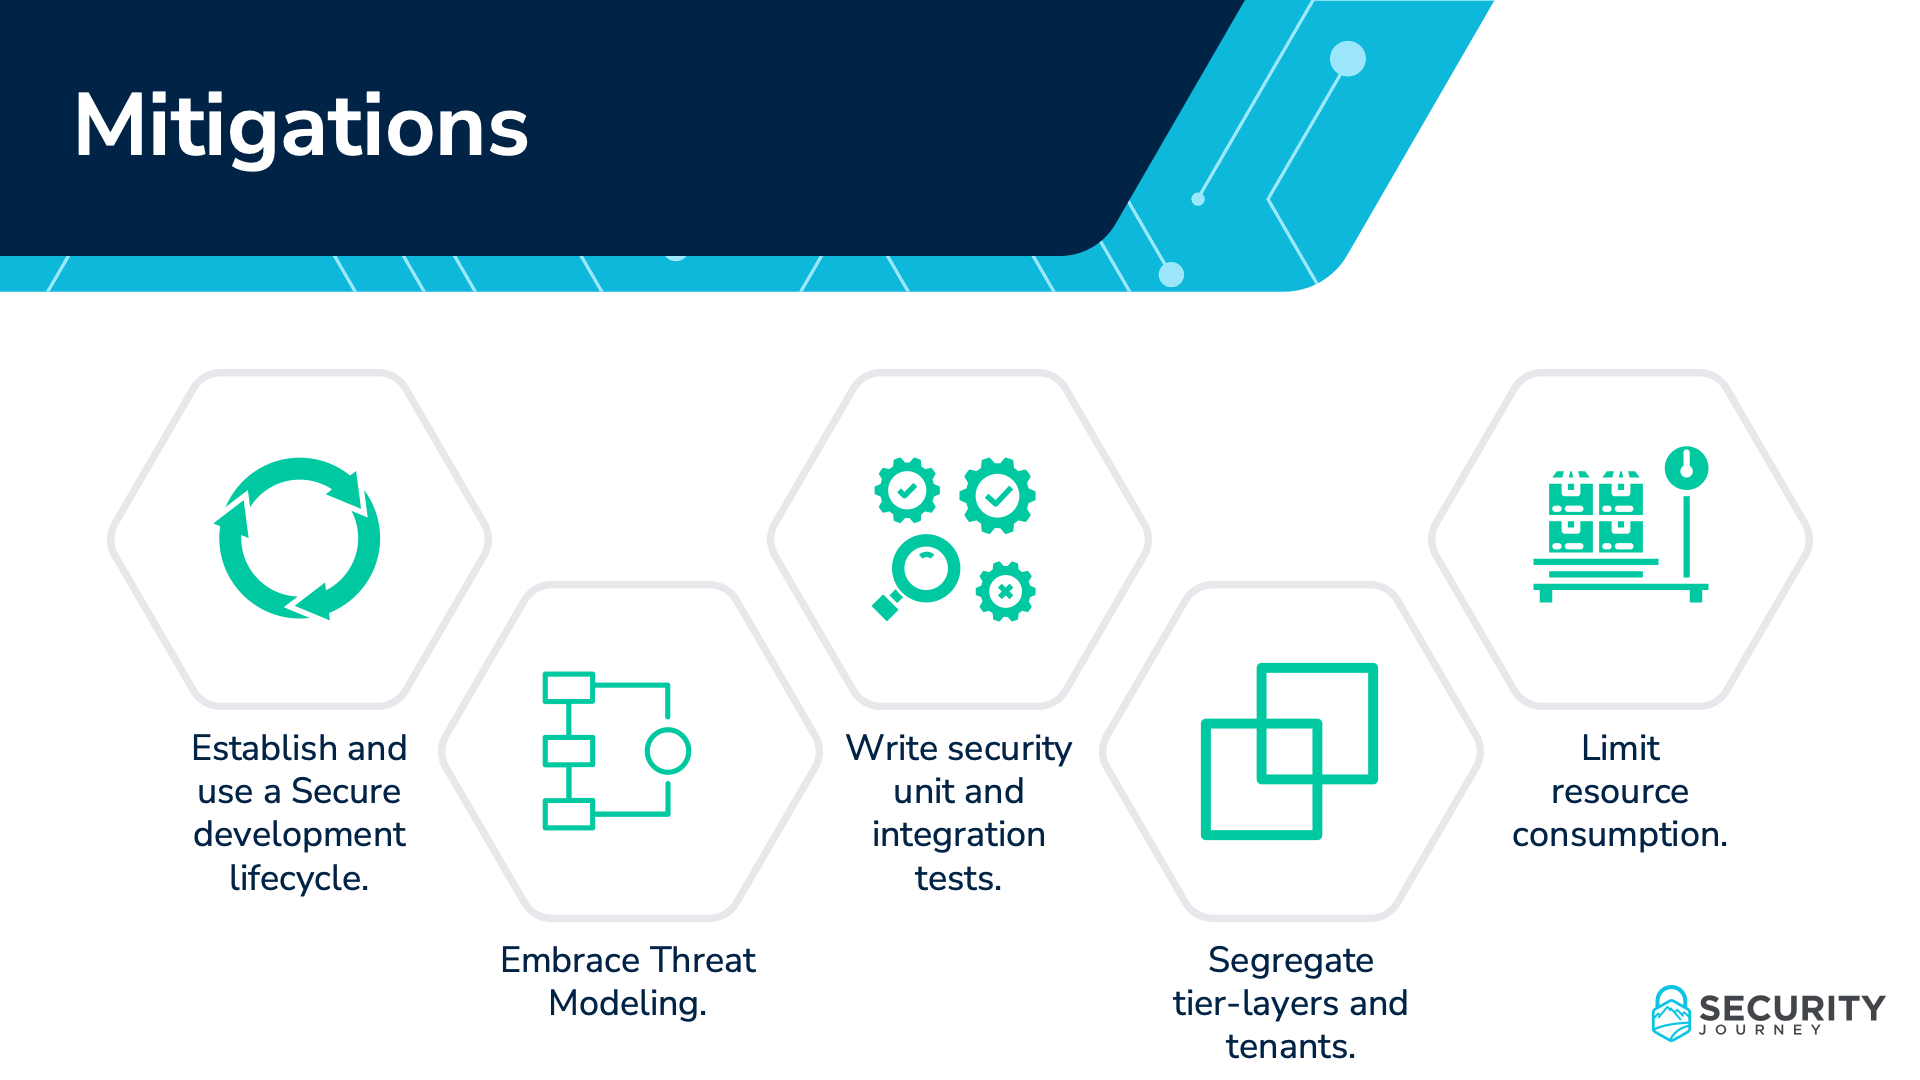 Mitigations
Establish and
use a Secure
development
lifecycle.
Embrace Threat
Modeling.
Write security
unit and
integration
tests.
Segregate
tier-layers and
tenants.
Limit
resource
consumption.
SECURITY
JOURNEY